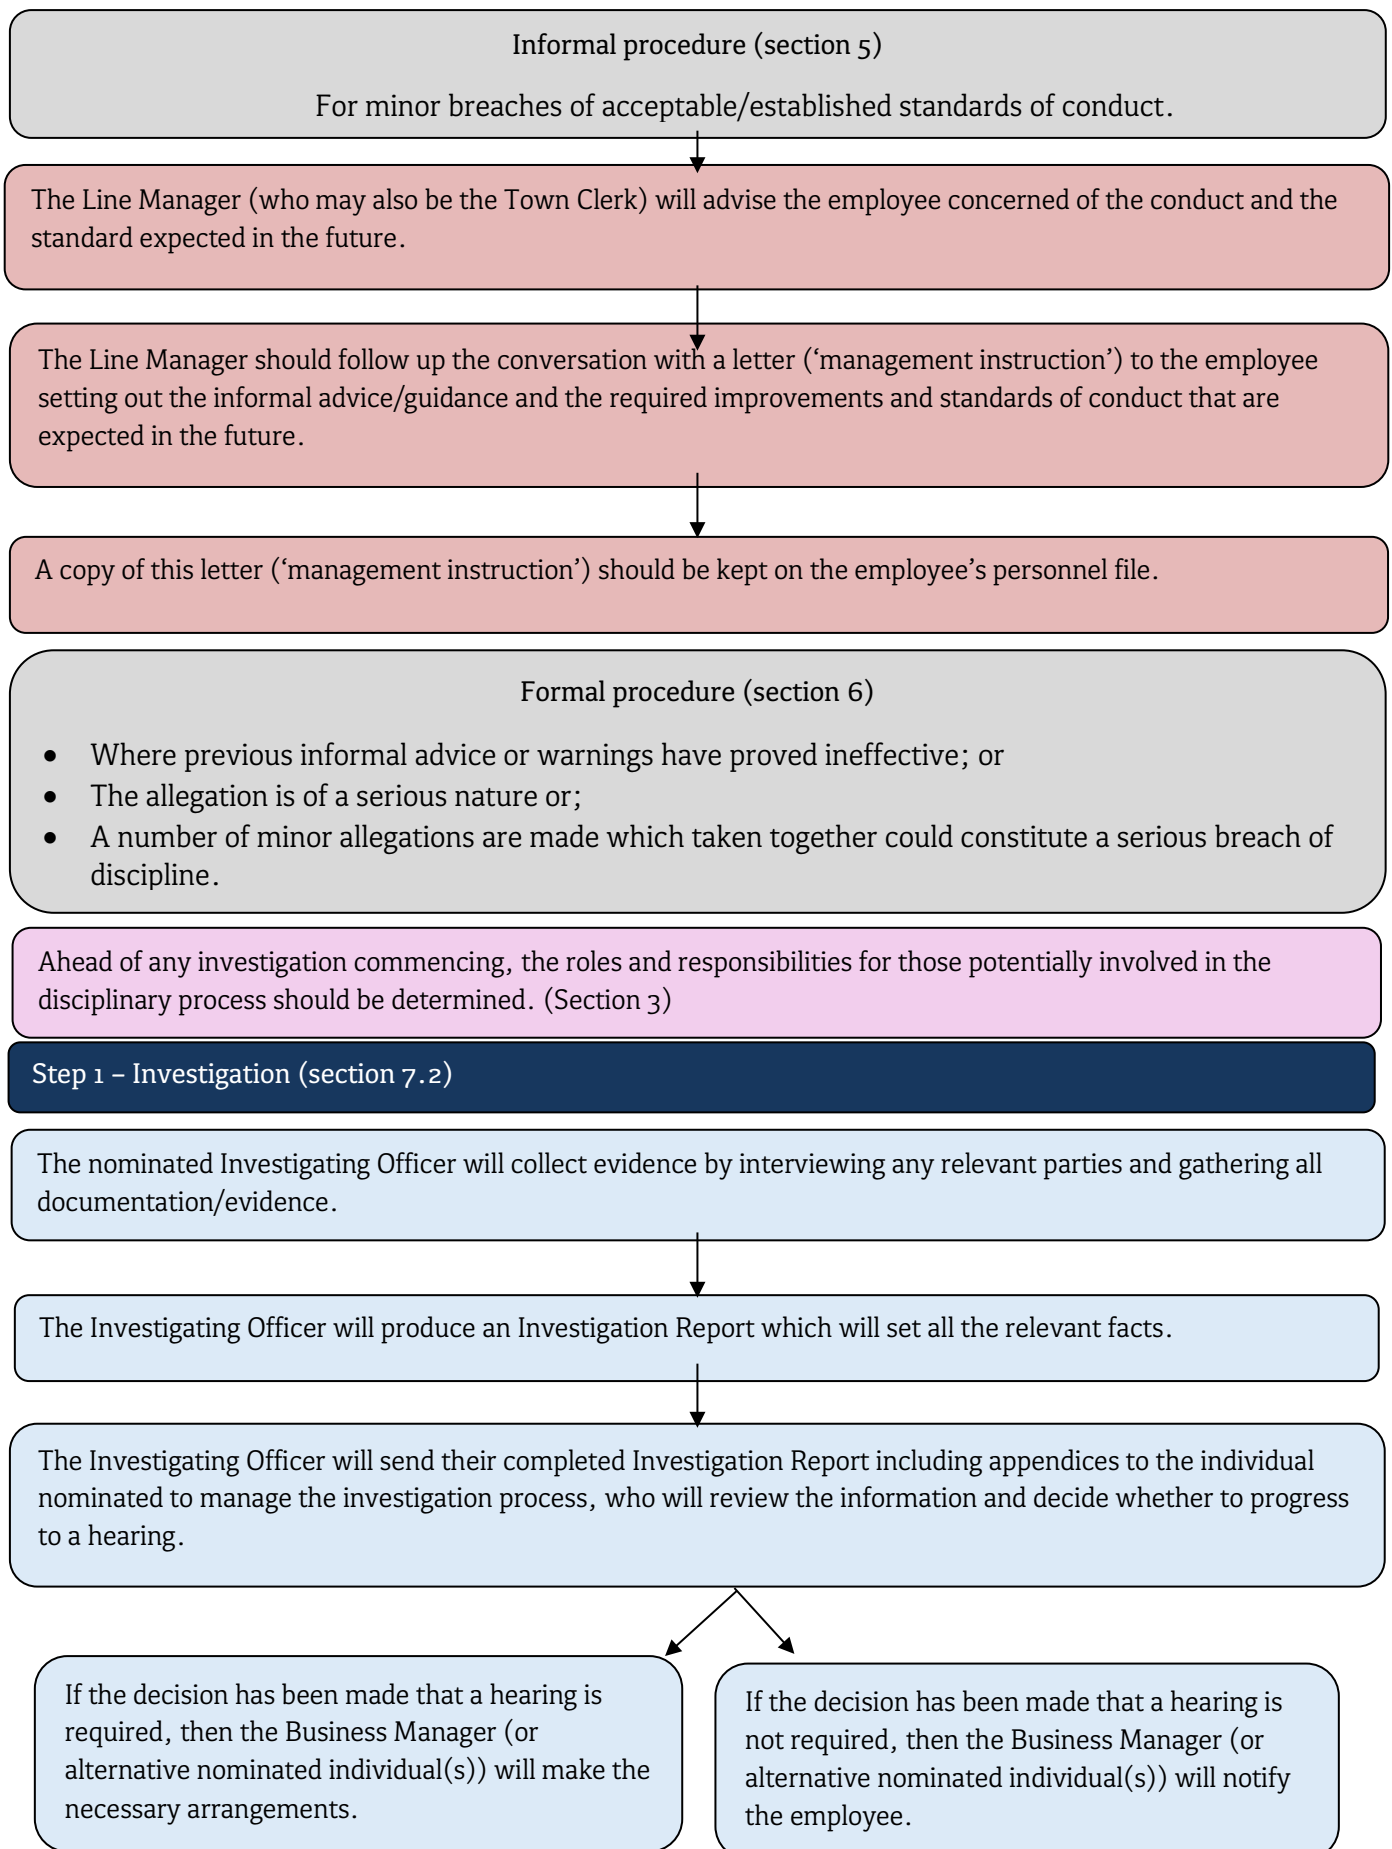 Informal procedure (section 5)
For minor breaches of acceptable/established standards of conduct.
The Line Manager (who may also be the Town Clerk) will advise the employee concerned of the conduct and the
standard expected in the future.
The Line Manager should follow up the conversation with a letter (‘management instruction’) to the employee
setting out the informal advice/guidance and the required improvements and standards of conduct that are
expected in the future.
A copy of this letter (‘management instruction’) should be kept on the employee’s personnel file.
Formal procedure (section 6)
• Where previous informal advice or warnings have proved ineffective; or
• The allegation is of a serious nature or;
• A number of minor allegations are made which taken together could constitute a serious breach of
discipline.
Ahead of any investigation commencing, the roles and responsibilities for those potentially involved in the
disciplinary process should be determined. (Section 3)
Step 1 – Investigation (section 7.2)
The nominated Investigating Officer will collect evidence by interviewing any relevant parties and gathering all
documentation/evidence.
The Investigating Officer will produce an Investigation Report which will set all the relevant facts.
The Investigating Officer will send their completed Investigation Report including appendices to the individual
nominated to manage the investigation process, who will review the information and decide whether to progress
to a hearing.
If the decision has been made that a hearing is
required, then the Business Manager (or
alternative nominated individual(s)) will make the
necessary arrangements.
If the decision has been made that a hearing is
not required, then the Business Manager (or
alternative nominated individual(s)) will notify
the employee.